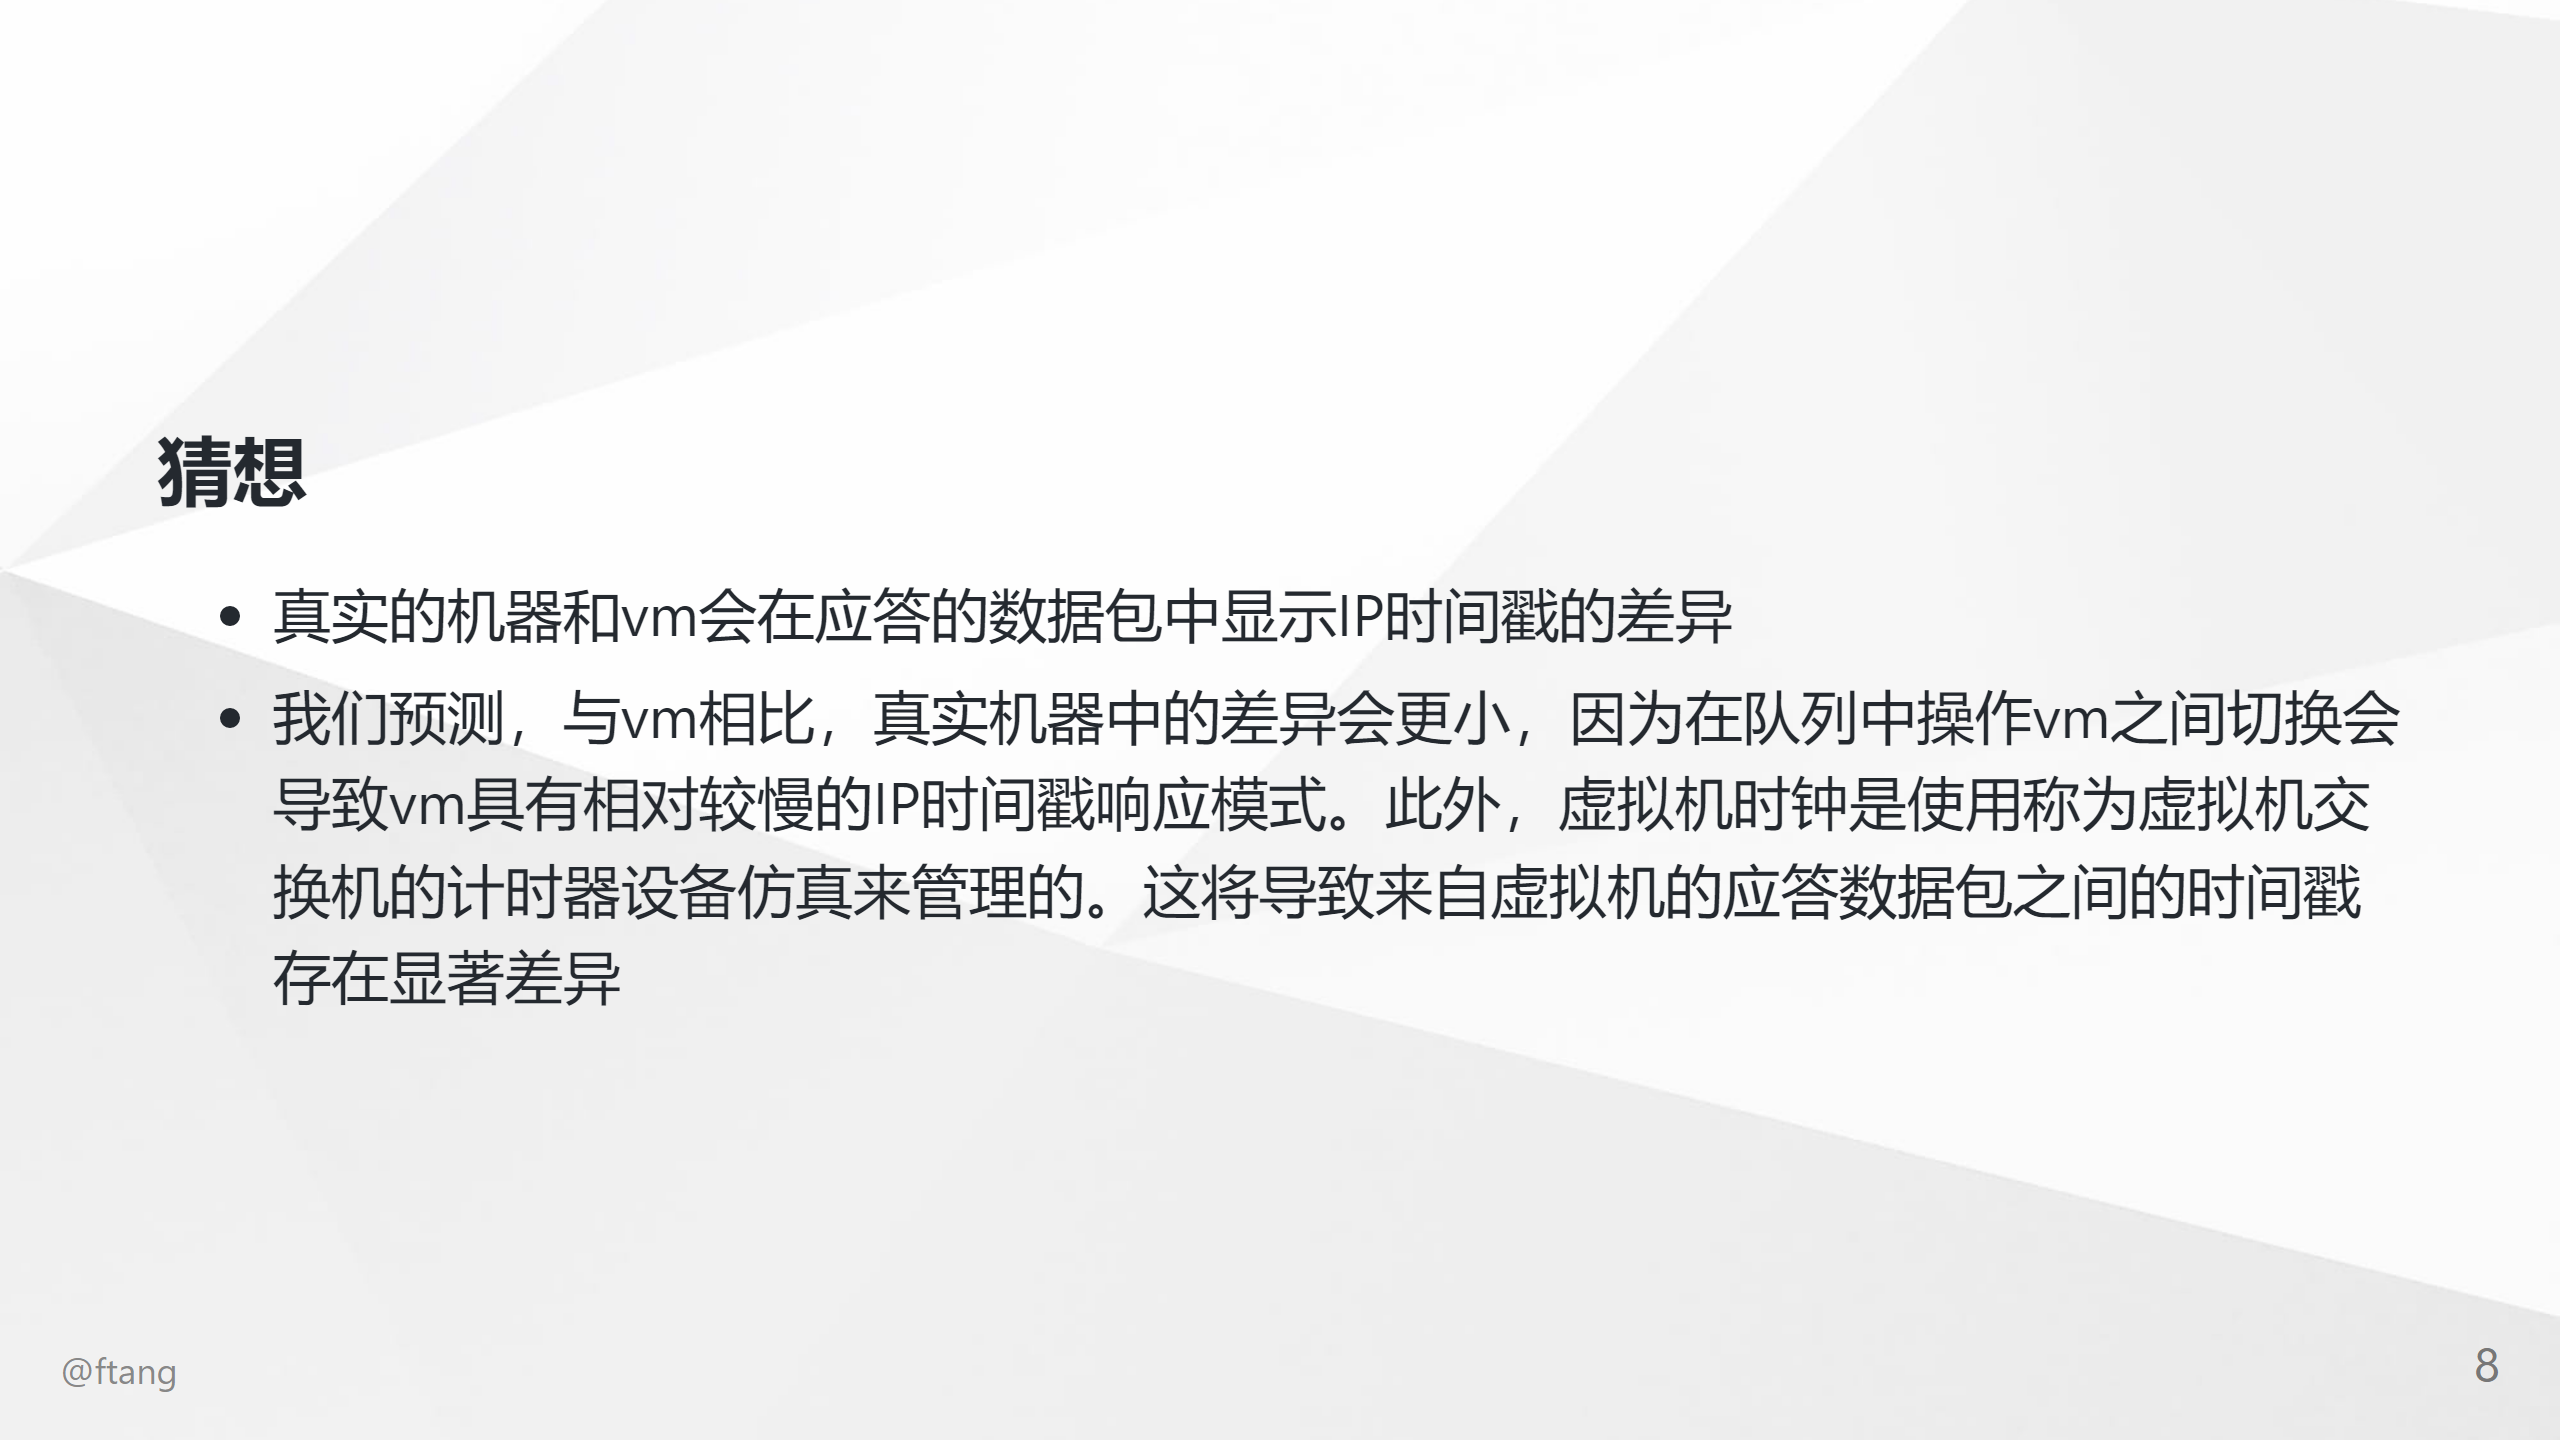 猜想
• 真实的机器和vm会在应答的数据包中显示IP时间戳的差异
• 我们预测，与vm相比，真实机器中的差异会更小，因为在队列中操作vm之间切换会
导致vm具有相对较慢的IP时间戳响应模式。此外，虚拟机时钟是使用称为虚拟机交
换机的计时器设备仿真来管理的。这将导致来自虚拟机的应答数据包之间的时间戳
存在显著差异
@ftang
8